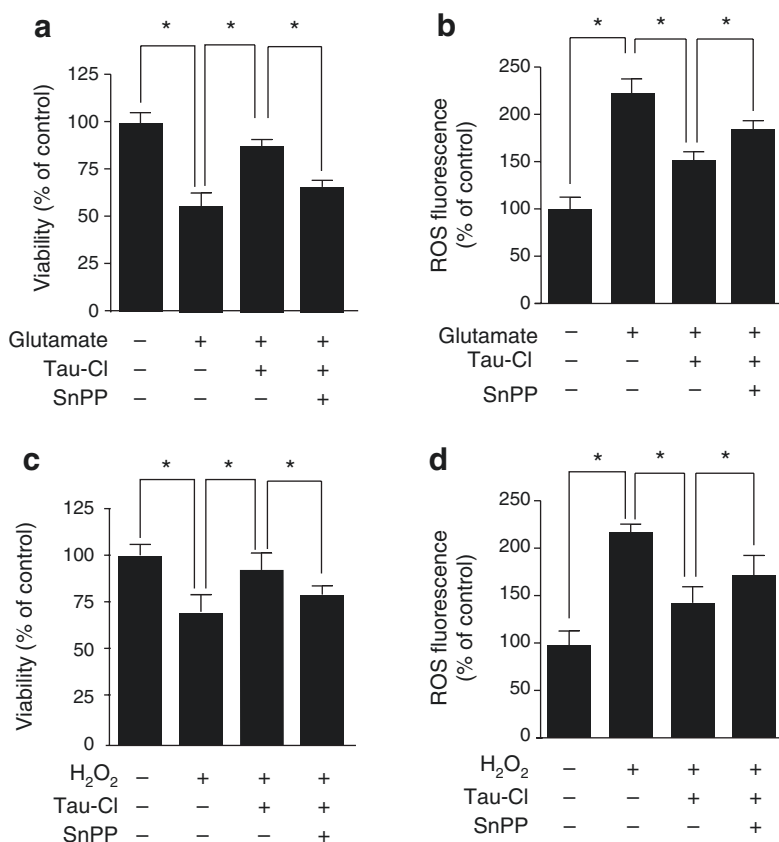 a
* * *
Viability (% of control)
125
100
75
50
25
0
Glutamate − + + +
Tau-Cl − − + +
SnPP − − − +
b
* * *
ROS fluorescence
(% of control)
250
200
150
100
50
0
Glutamate − + + +
Tau-Cl − − + +
SnPP − − − +
c
* * *
Viability (% of control)
125
100
75
50
25
0
H₂O₂ − + + +
Tau-Cl − − + +
SnPP − − − +
d
* * *
ROS fluorescence
(% of control)
250
200
150
100
50
0
H₂O₂ − + + +
Tau-Cl − − + +
SnPP − − − +